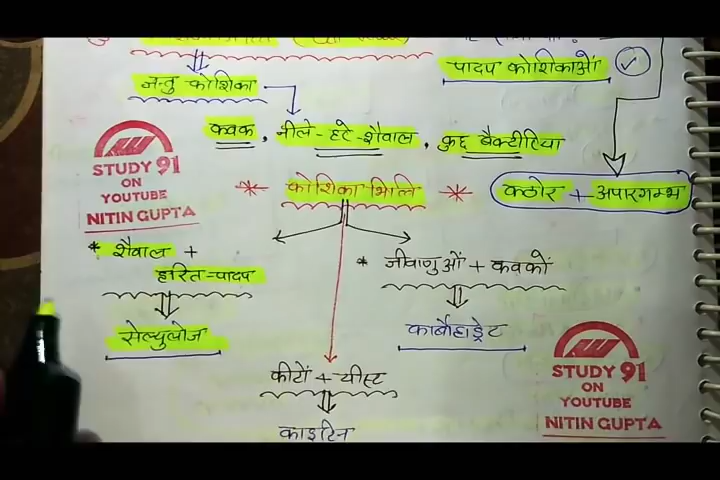 जन्तु कोशिका
पादप कोशिकाओं
कवक, नीले-हरे-शैवाल, कुछ बैक्टीरिया
STUDY 91
ON
YOUTUBE
NITIN GUPTA
* कोशिका भित्ति *
कठोर + अपारगम्भ
* शैवाल +
हरित-पादप
सेल्युलोज
* जीवाणुओं + कवकों
कार्बोहाड्रेट
कीटों + यीस्ट
काइटिन
STUDY 91
ON
YOUTUBE
NITIN GUPTA